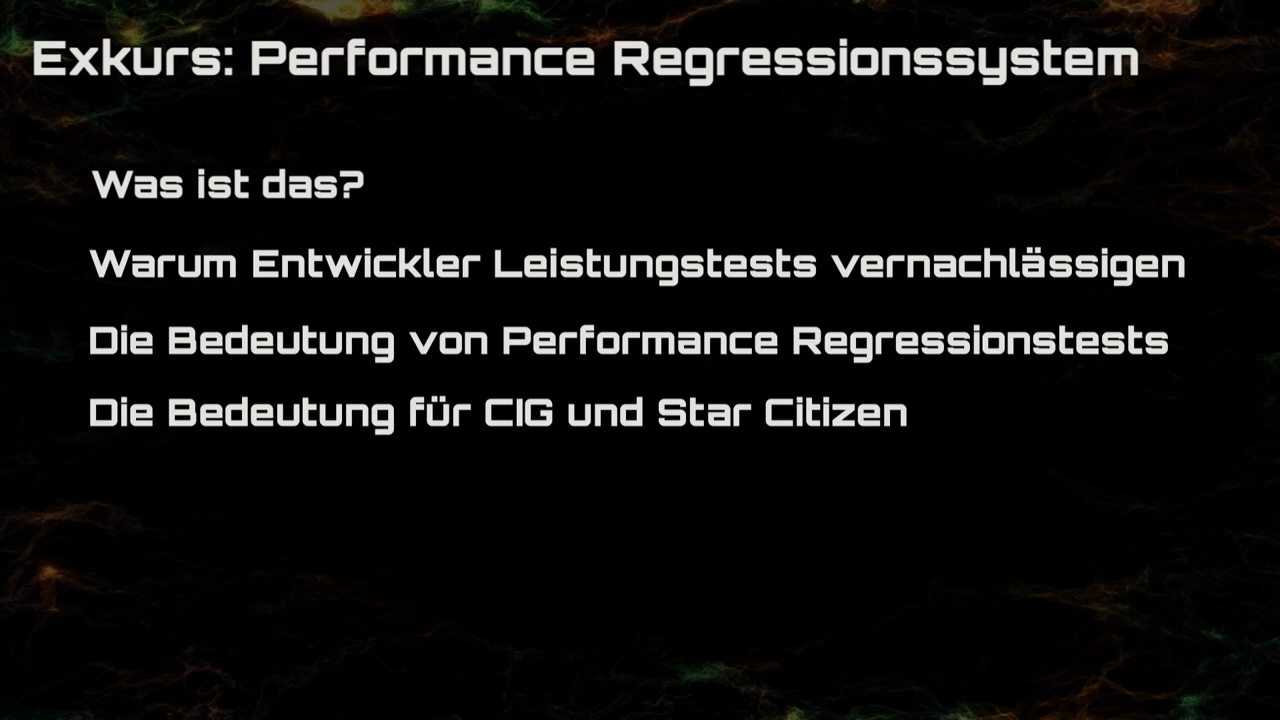 Exkurs: Performance Regressionssystem
Was ist das?
Warum Entwickler Leistungstests vernachlässigen
Die Bedeutung von Performance Regressionstests
Die Bedeutung für CIG und Star Citizen